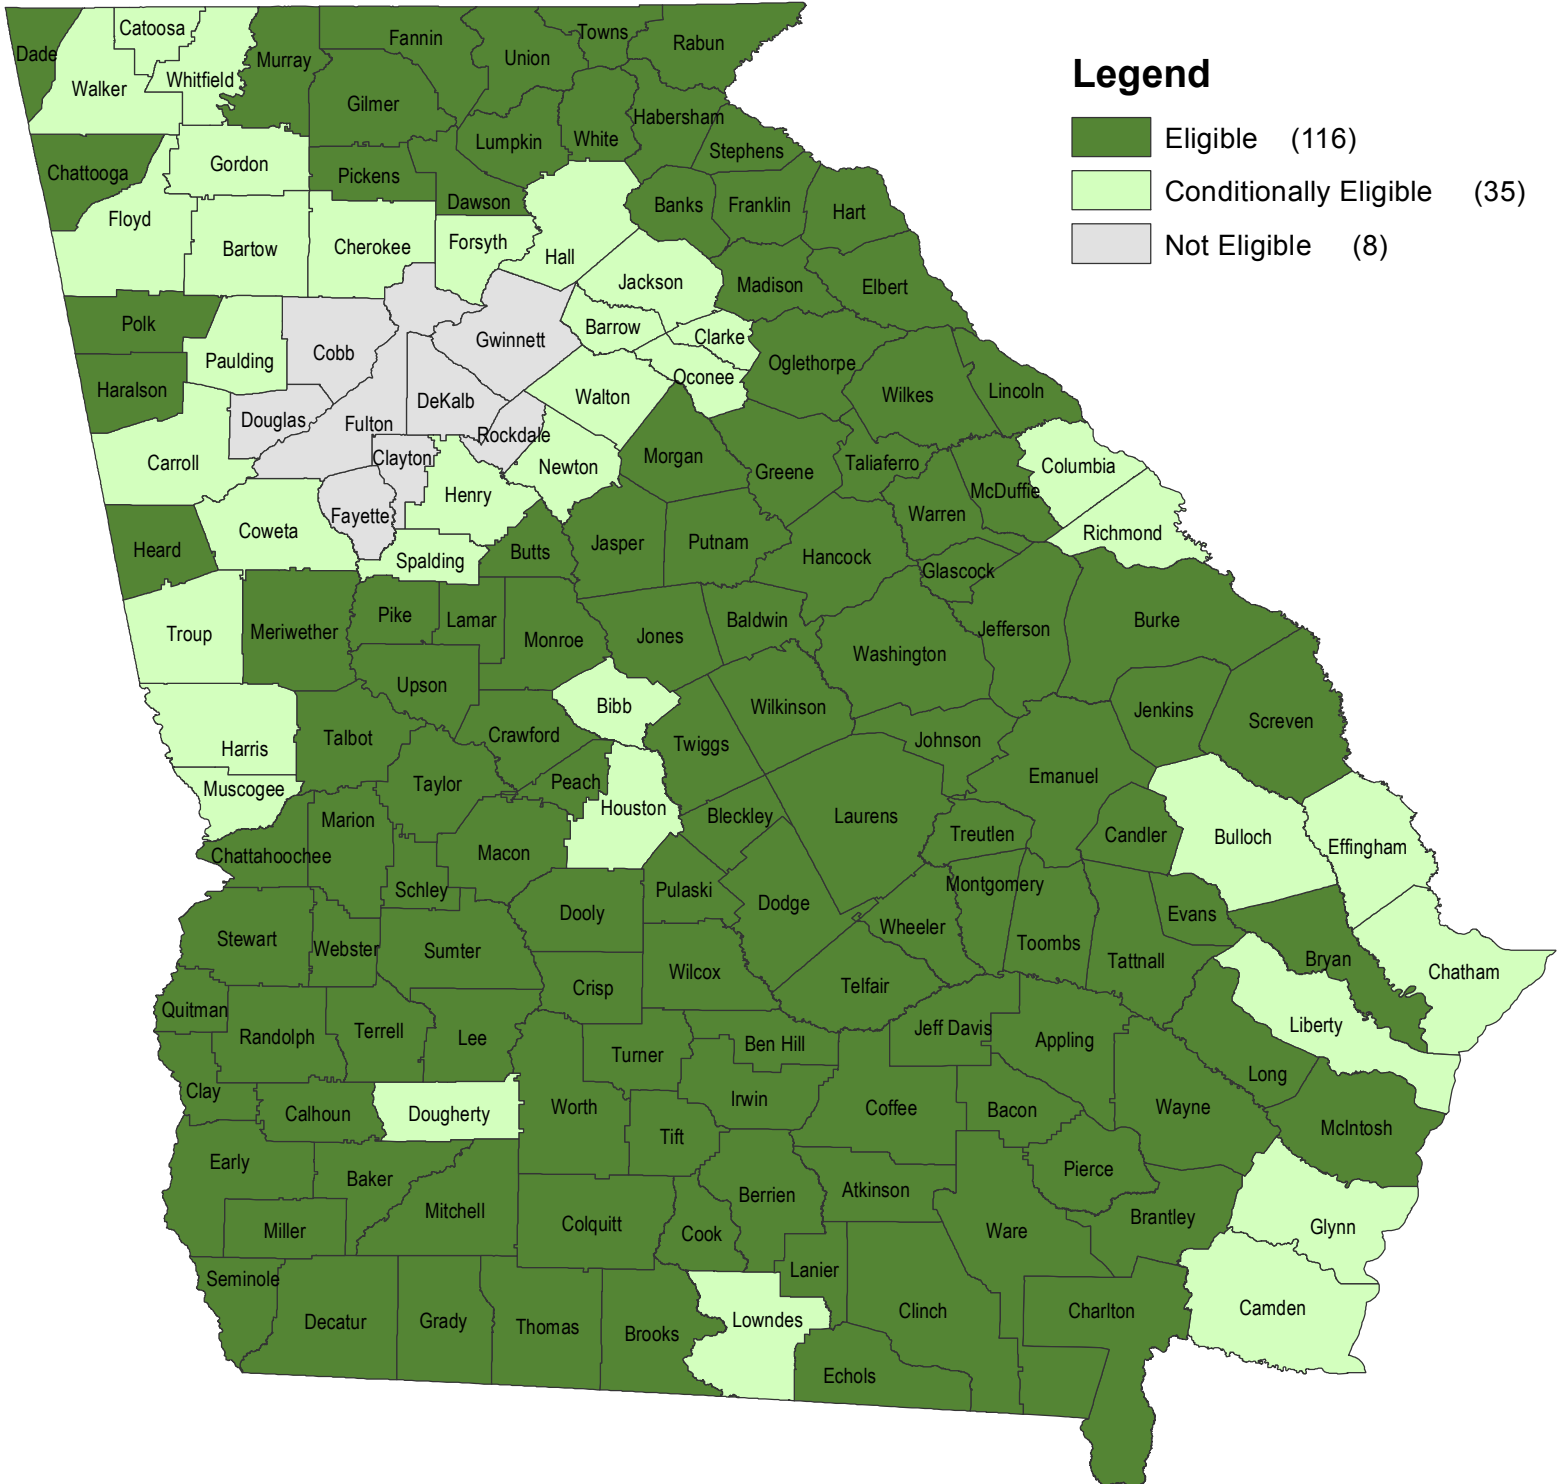 Legend
Eligible (116)
Conditionally Eligible (35)
Not Eligible (8)
Dade
Catoosa
Walker
Whitfield
Murray
Fannin
Union
Towns
Rabun
Gilmer
Habersham
Lumpkin
White
Stephens
Chattooga
Gordon
Pickens
Dawson
Banks
Franklin
Hart
Floyd
Bartow
Cherokee
Forsyth
Hall
Jackson
Madison
Elbert
Polk
Paulding
Cobb
Gwinnett
Barrow
Clarke
Oglethorpe
Haralson
Douglas
Fulton
DeKalb
Rockdale
Walton
Oconee
Wilkes
Lincoln
Carroll
Clayton
Henry
Newton
Morgan
Greene
Taliaferro
McDuffie
Columbia
Heard
Coweta
Fayette
Spalding
Butts
Jasper
Putnam
Hancock
Warren
Glascock
Richmond
Troup
Meriwether
Pike
Lamar
Monroe
Jones
Baldwin
Washington
Jefferson
Burke
Upson
Bibb
Wilkinson
Jenkins
Screven
Harris
Talbot
Crawford
Twiggs
Johnson
Emanuel
Muscogee
Taylor
Peach
Houston
Bleckley
Laurens
Treutlen
Candler
Bulloch
Effingham
Marion
Chattahoochee
Macon
Schley
Pulaski
Dodge
Montgomery
Evans
Dooly
Wheeler
Toombs
Tattnall
Bryan
Chatham
Stewart
Webster
Sumter
Crisp
Wilcox
Telfair
Quitman
Randolph
Terrell
Lee
Turner
Ben Hill
Jeff Davis
Appling
Liberty
Long
Clay
Calhoun
Dougherty
Worth
Irwin
Coffee
Bacon
Wayne
McIntosh
Tift
Early
Baker
Mitchell
Berrien
Atkinson
Pierce
Miller
Colquitt
Cook
Ware
Brantley
Glynn
Seminole
Decatur
Grady
Thomas
Brooks
Lowndes
Lanier
Clinch
Charlton
Camden
Echols